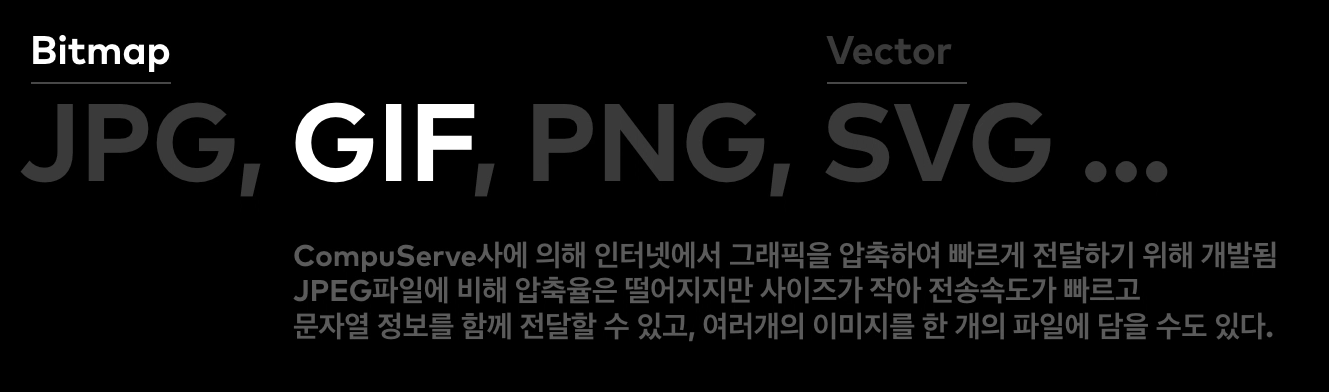 Bitmap Vector
JPG, GIF, PNG, SVG ...
CompuServe사에 의해 인터넷에서 그래픽을 압축하여 빠르게 전달하기 위해 개발됨
JPEG파일에 비해 압축율은 떨어지지만 사이즈가 작아 전송속도가 빠르고
문자열 정보를 함께 전달할 수 있고, 여러개의 이미지를 한 개의 파일에 담을 수도 있다.